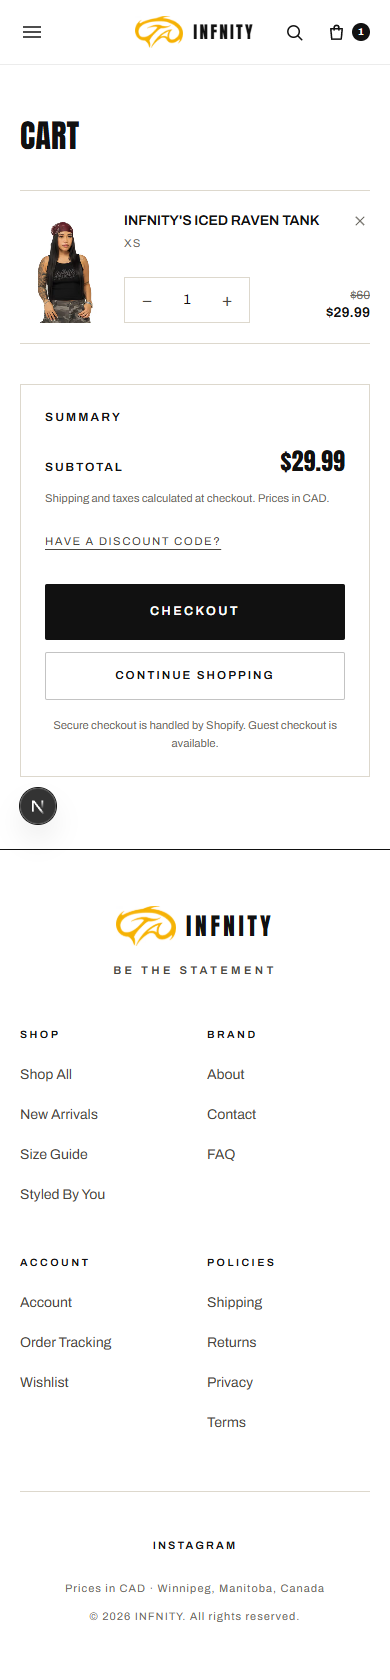 INFNITY
1
CART
INFNITY'S ICED RAVEN TANK
XS
− 1 +
$60
$29.99
SUMMARY
SUBTOTAL $29.99
Shipping and taxes calculated at checkout. Prices in CAD.
HAVE A DISCOUNT CODE?
CHECKOUT
CONTINUE SHOPPING
Secure checkout is handled by Shopify. Guest checkout is
available.
N
INFNITY
BE THE STATEMENT
SHOP
Shop All
New Arrivals
Size Guide
Styled By You
BRAND
About
Contact
FAQ
ACCOUNT
Account
Order Tracking
Wishlist
POLICIES
Shipping
Returns
Privacy
Terms
INSTAGRAM
Prices in CAD · Winnipeg, Manitoba, Canada
© 2026 INFNITY. All rights reserved.